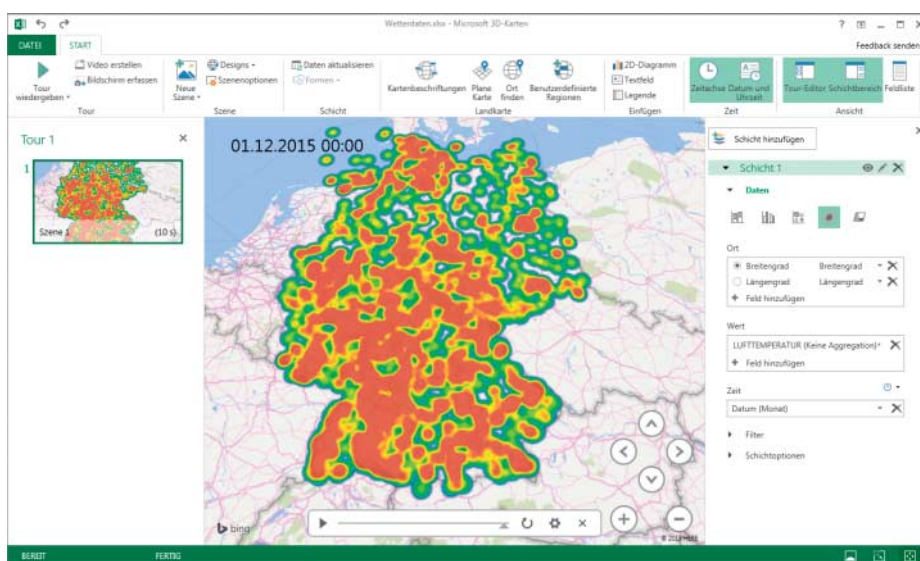 Wetterdaten.xlsx - Microsoft 3D-Karten
DATEI
START
Feedback senden
Tour wiedergeben
Video erstellen
Bildschirm erfassen
Tour
Neue Szene
Designs
Szenenoptionen
Szene
Daten aktualisieren
Formen
Schicht
Kartenbeschriftungen
Plane Karte
Ort finden
Benutzerdefinierte Regionen
Landkarte
2D-Diagramm
Textfeld
Legende
Einfügen
Zeitachse
Datum und Uhrzeit
Zeit
Tour-Editor
Schichtbereich
Feldliste
Ansicht
Tour 1
1
Szene 1
(10 s)
01.12.2015 00:00
bing
Schicht hinzufügen
Schicht 1
Daten
Ort
Breitengrad Breitengrad
Längengrad Längengrad
Feld hinzufügen
Wert
LUFTTEMPERATUR (Keine Aggregation)
Feld hinzufügen
Zeit
Datum (Monat)
Filter
Schichtoptionen
BEREIT
FERTIG